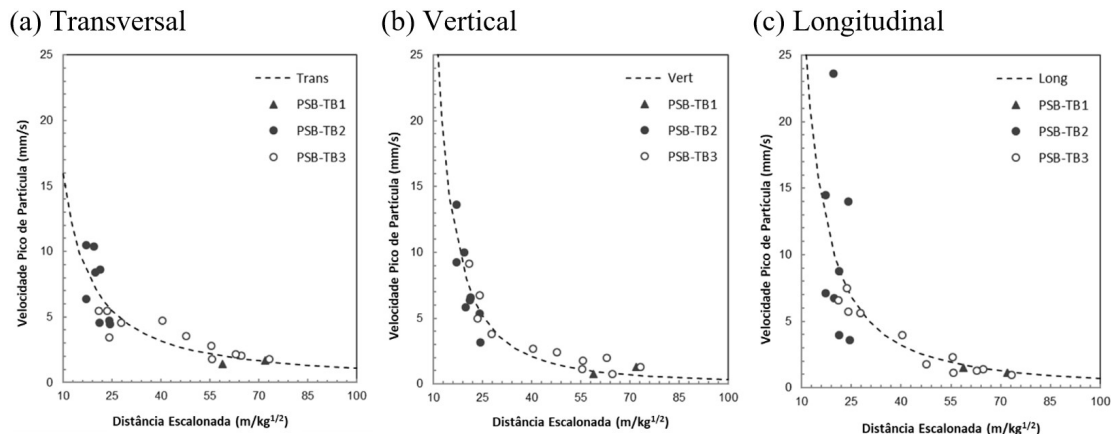 (a) Transversal
(b) Vertical
(c) Longitudinal
Velocidade Pico de Partícula (mm/s)
25
20
15
10
5
0
Trans
PSB-TB1
PSB-TB2
PSB-TB3
10 25 40 55 70 85 100
Distância Escalonada (m/kg1/2)
Velocidade Pico de Partícula (mm/s)
25
20
15
10
5
0
Vert
PSB-TB1
PSB-TB2
PSB-TB3
10 25 40 55 70 85 100
Distância Escalonada (m/kg1/2)
Velocidade Pico de Partícula (mm/s)
25
20
15
10
5
0
Long
PSB-TB1
PSB-TB2
PSB-TB3
10 25 40 55 70 85 100
Distância Escalonada (m/kg1/2)